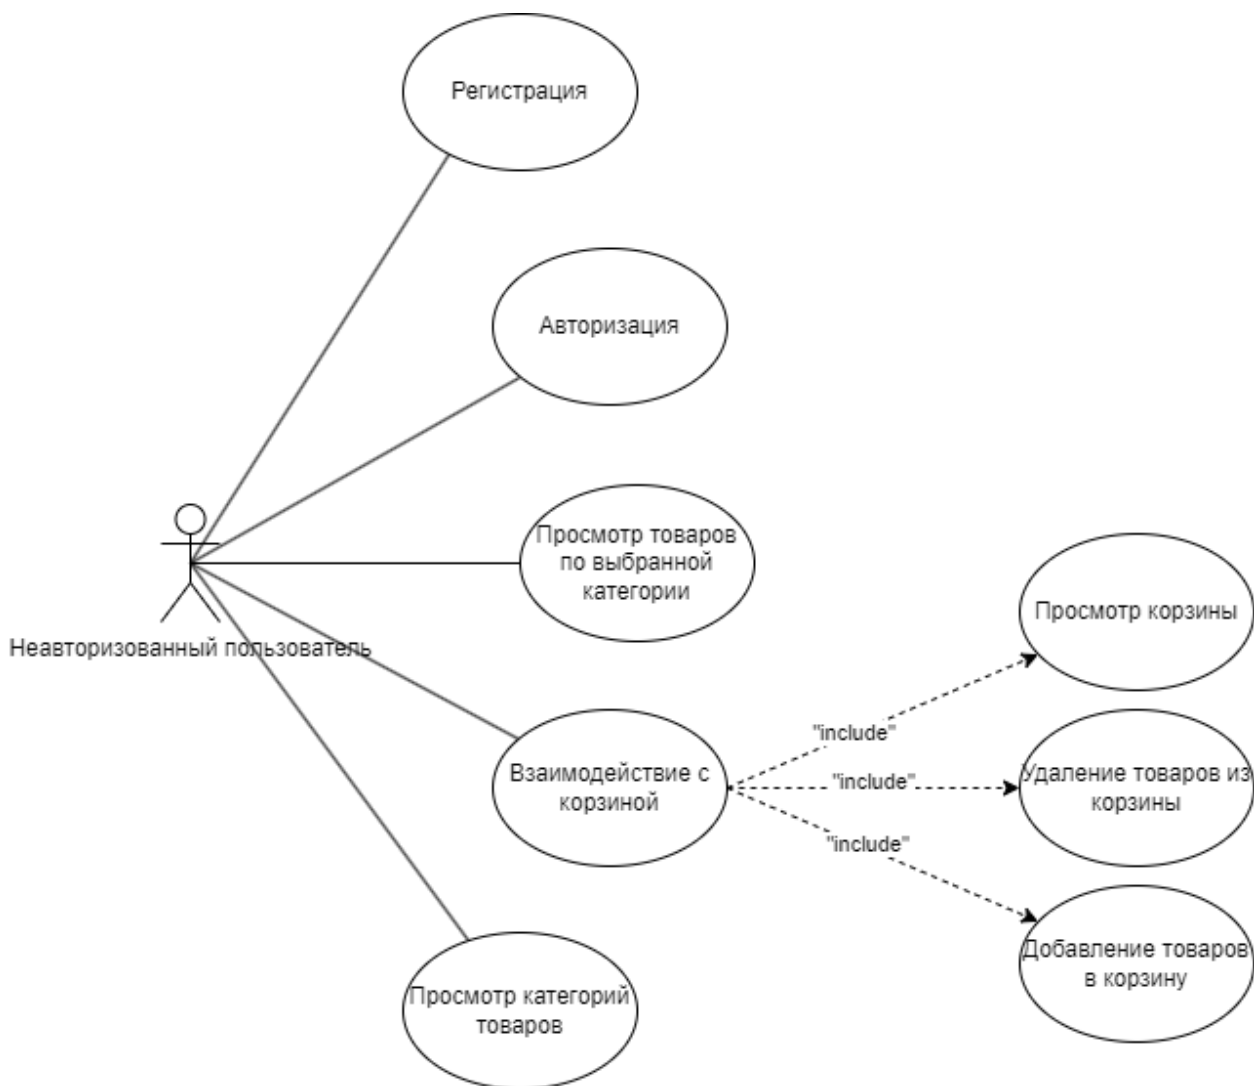 Регистрация
Авторизация
Просмотр товаров
по выбранной
категории
Неавторизованный пользователь
Просмотр корзины
"include"
Взаимодействие с
корзиной
"include"
Удаление товаров из
корзины
"include"
Добавление товаров
в корзину
Просмотр категорий
товаров